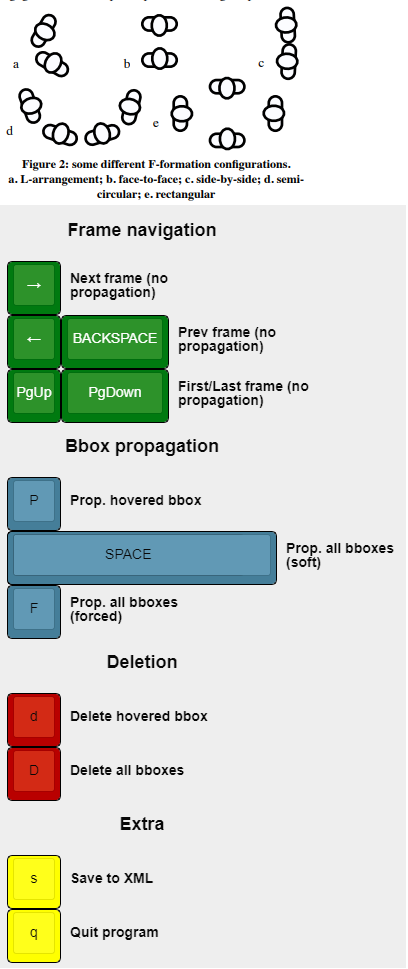 a
b
c
d
e
Figure 2: some different F-formation configurations.
a. L-arrangement; b. face-to-face; c. side-by-side; d. semi-
circular; e. rectangular
Frame navigation
→ Next frame (no
propagation)
← BACKSPACE Prev frame (no
propagation)
PgUp PgDown First/Last frame (no
propagation)
Bbox propagation
P Prop. hovered bbox
SPACE Prop. all bboxes
(soft)
F Prop. all bboxes
(forced)
Deletion
d Delete hovered bbox
D Delete all bboxes
Extra
s Save to XML
q Quit program